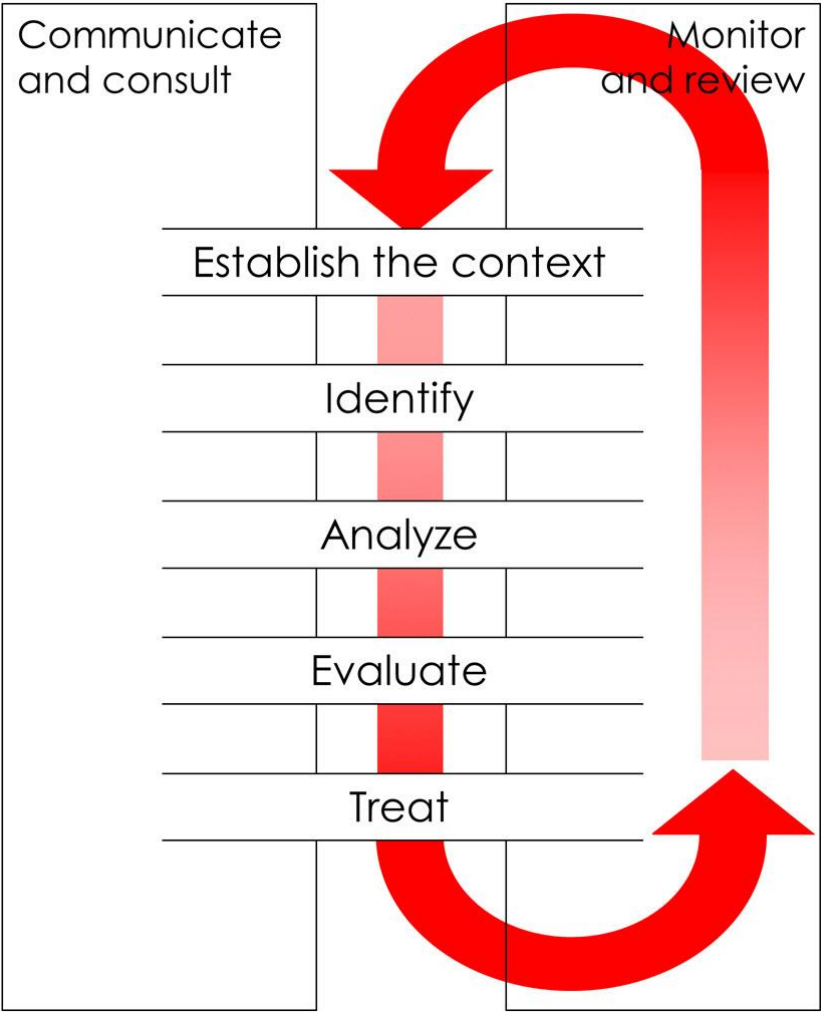 Communicate
and consult
Monitor
and review
Establish the context
Identify
Analyze
Evaluate
Treat